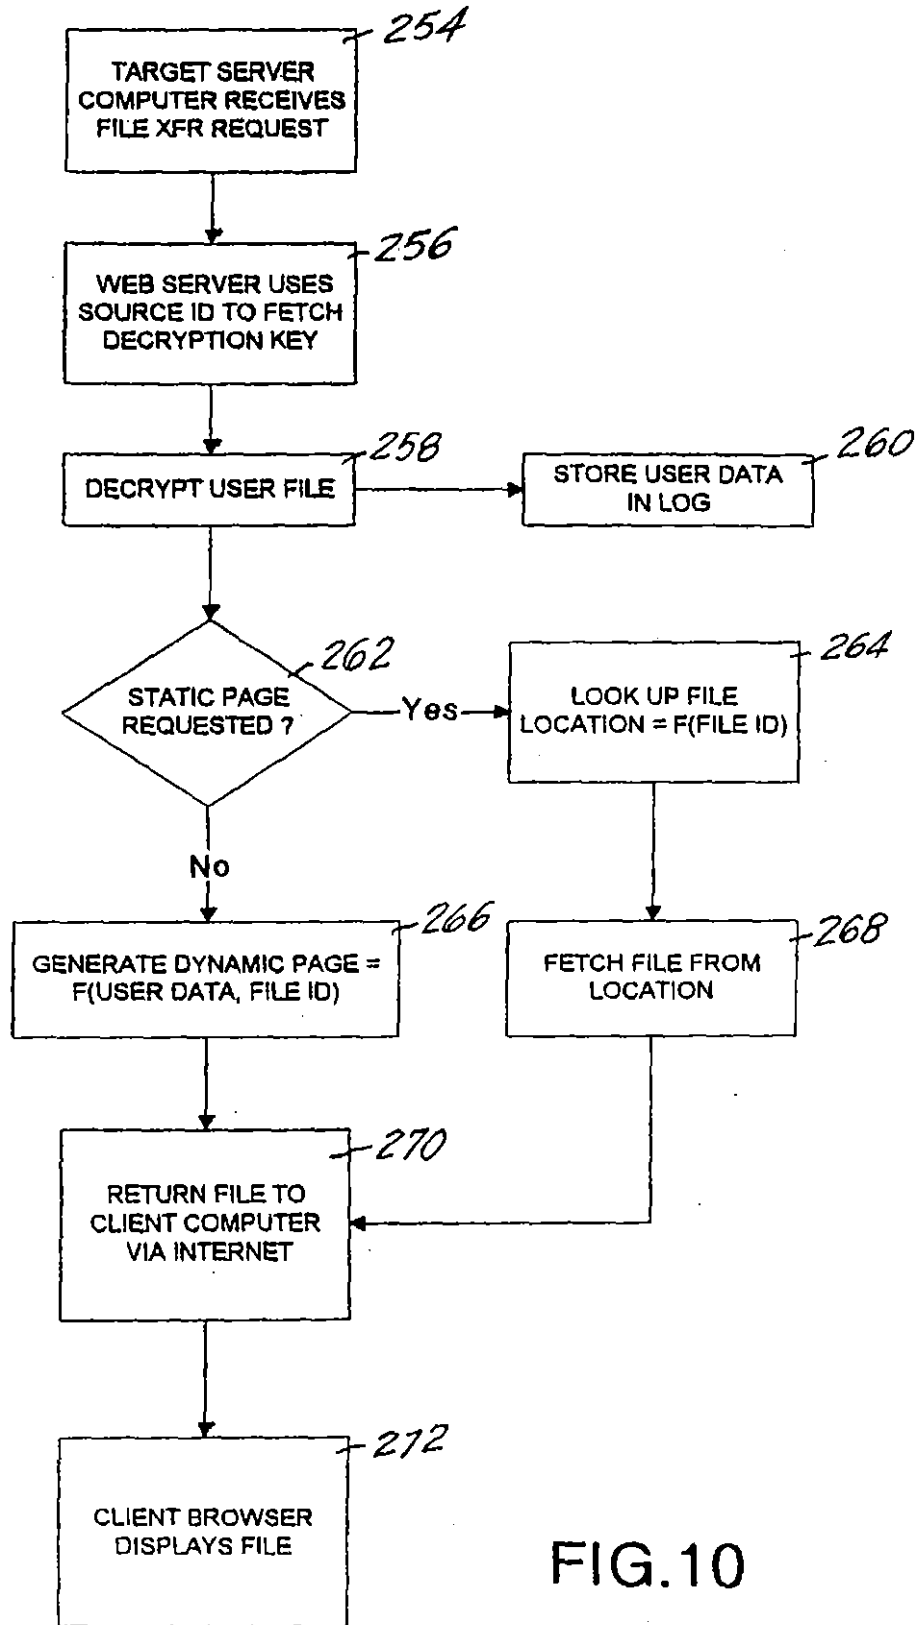 254
TARGET SERVER
COMPUTER RECEIVES
FILE XFR REQUEST
256
WEB SERVER USES
SOURCE ID TO FETCH
DECRYPTION KEY
258
DECRYPT USER FILE
260
STORE USER DATA
IN LOG
262
STATIC PAGE
REQUESTED ?
Yes
264
LOOK UP FILE
LOCATION = F(FILE ID)
No
266
GENERATE DYNAMIC PAGE =
F(USER DATA, FILE ID)
268
FETCH FILE FROM
LOCATION
270
RETURN FILE TO
CLIENT COMPUTER
VIA INTERNET
272
CLIENT BROWSER
DISPLAYS FILE
FIG.10